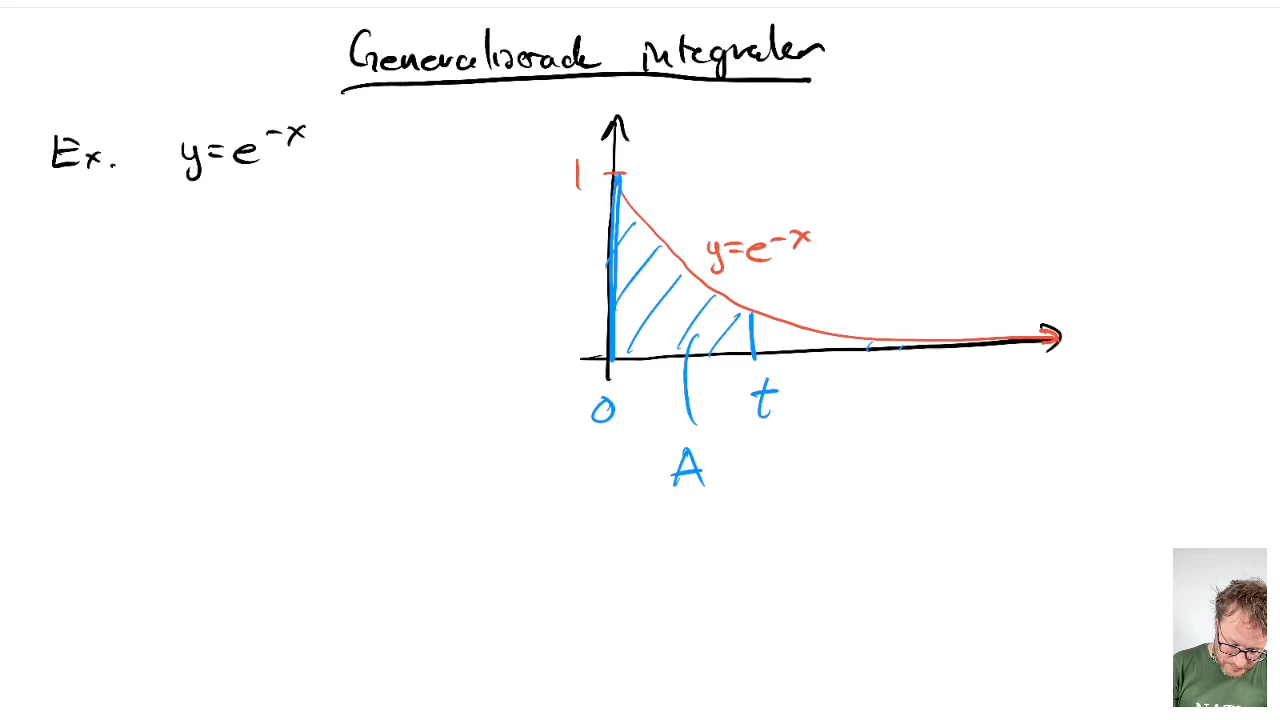 Generaliserade integraler
Ex. y=e^-x
1
y=e^-x
0
t
A